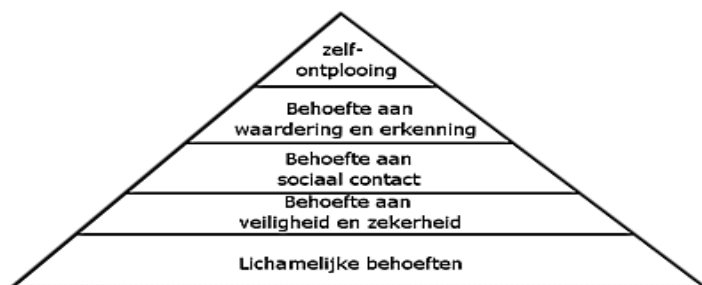 zelf-
ontplooing
Behoefte aan
waardering en erkenning
Behoefte aan
sociaal contact
Behoefte aan
veiligheid en zekerheid
Lichamelijke behoeften